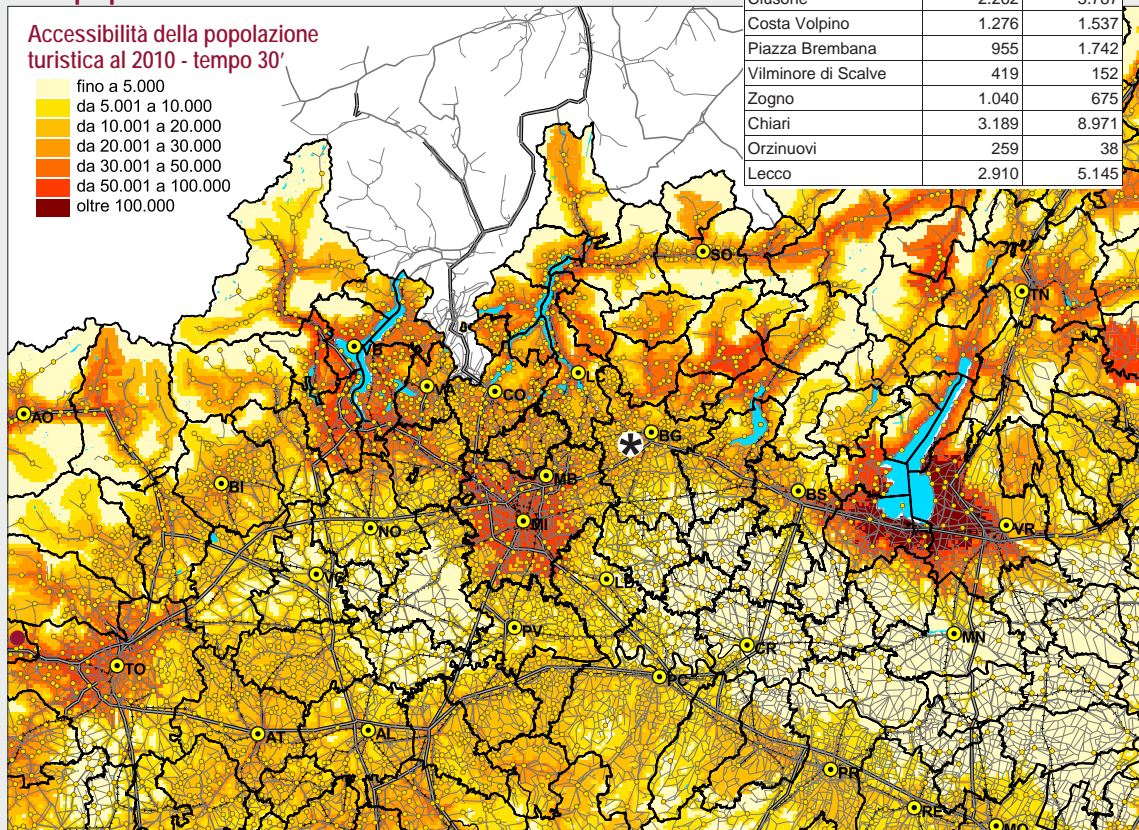 Accessibilità della popolazione
turistica al 2010 - tempo 30'
fino a 5.000
da 5.001 a 10.000
da 10.001 a 20.000
da 20.001 a 30.000
da 30.001 a 50.000
da 50.001 a 100.000
oltre 100.000
Costa Volpino 1.276 1.537
Piazza Brembana 955 1.742
Vilminore di Scalve 419 152
Zogno 1.040 675
Chiari 3.189 8.971
Orzinuovi 259 38
Lecco 2.910 5.145
SO
TN
VB
LC
CO
AO
BG
MB
BI
BS
MI
VR
NO
PV
MN
CR
TO
PC
AT
AL
PR
RE
MO
*